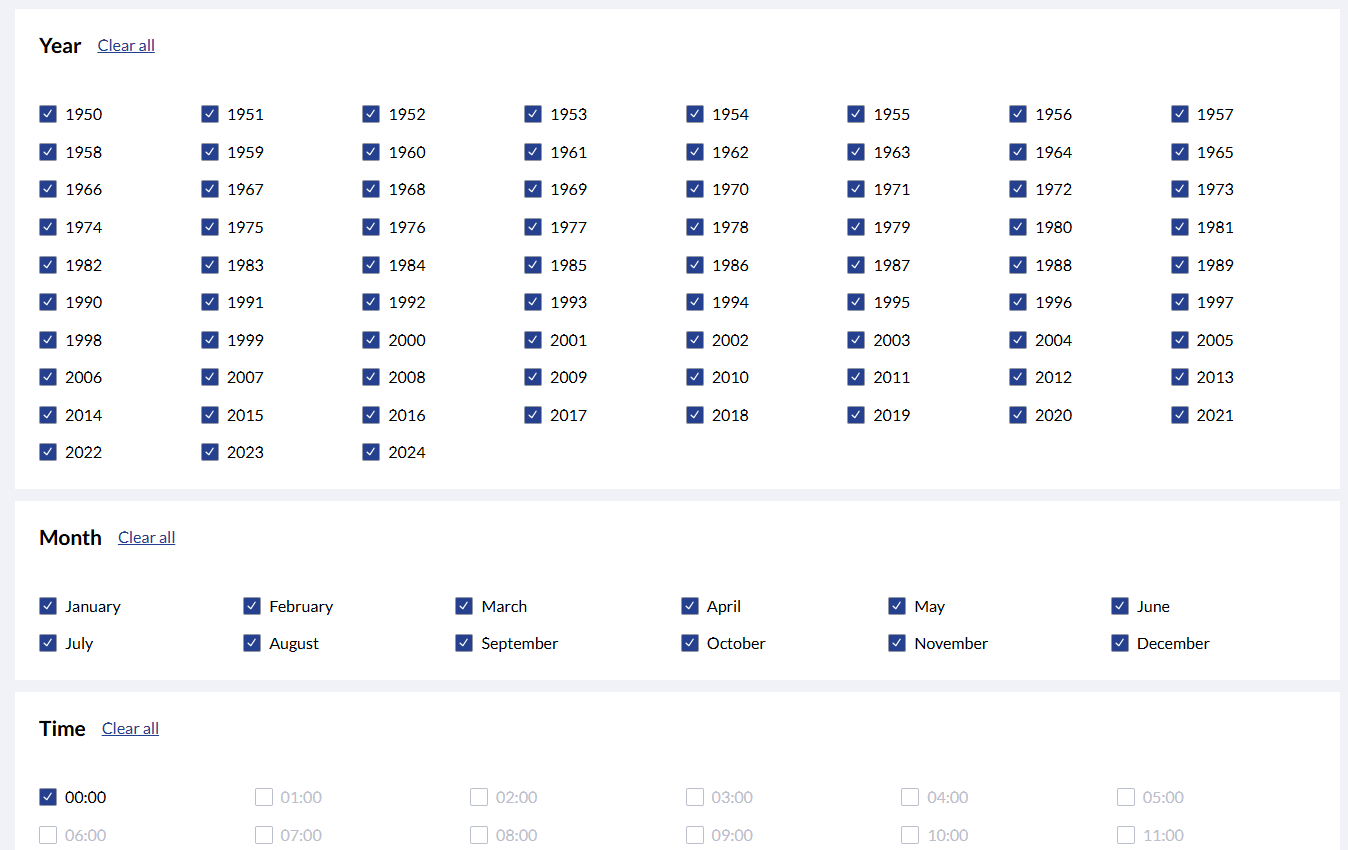 Year Clear all
1950 1951 1952 1953 1954 1955 1956 1957
1958 1959 1960 1961 1962 1963 1964 1965
1966 1967 1968 1969 1970 1971 1972 1973
1974 1975 1976 1977 1978 1979 1980 1981
1982 1983 1984 1985 1986 1987 1988 1989
1990 1991 1992 1993 1994 1995 1996 1997
1998 1999 2000 2001 2002 2003 2004 2005
2006 2007 2008 2009 2010 2011 2012 2013
2014 2015 2016 2017 2018 2019 2020 2021
2022 2023 2024
Month Clear all
January February March April May June
July August September October November December
Time Clear all
00:00 01:00 02:00 03:00 04:00 05:00
06:00 07:00 08:00 09:00 10:00 11:00